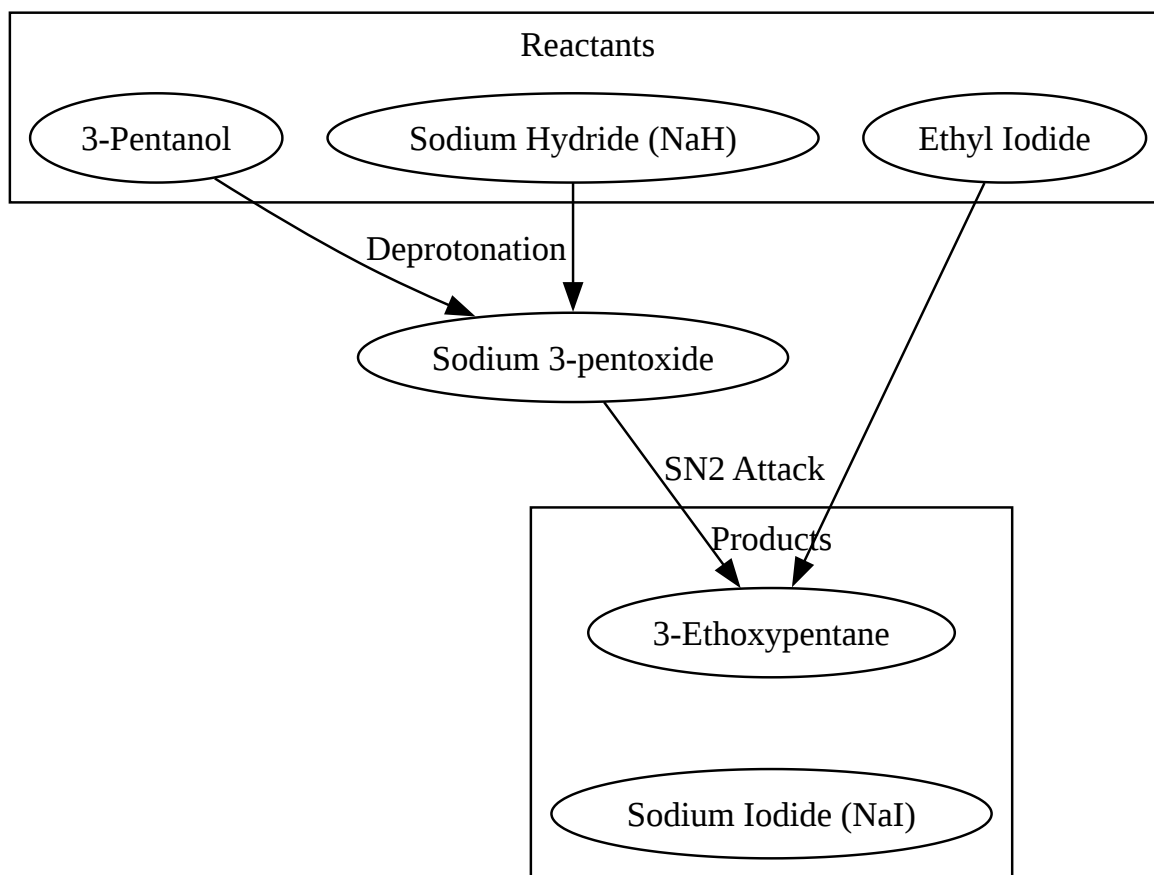 Reactants
3-Pentanol
Sodium Hydride (NaH)
Ethyl Iodide
Deprotonation
Sodium 3-pentoxide
SN2 Attack
Products
3-Ethoxypentane
Sodium Iodide (NaI)